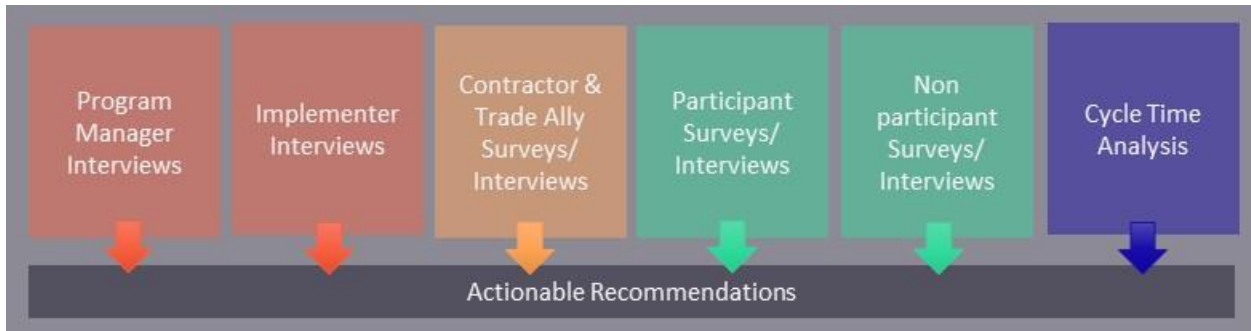 Program
Manager
Interviews
Implementer
Interviews
Contractor &
Trade Ally
Surveys/
Interviews
Participant
Surveys/
Interviews
Non
participant
Surveys/
Interviews
Cycle Time
Analysis
Actionable Recommendations